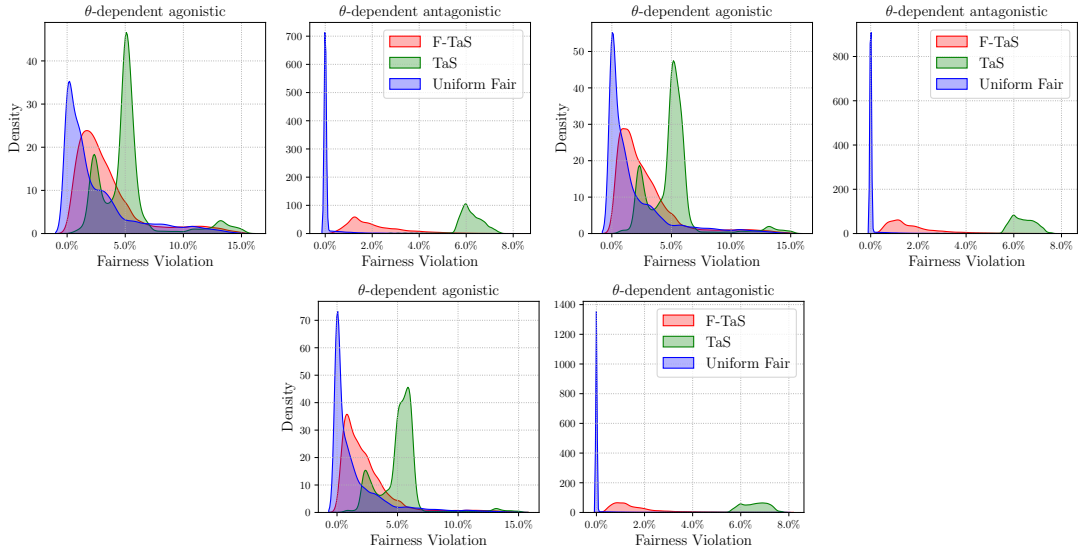 θ-dependent agonistic
Density
40
30
20
10
0
0.0% 5.0% 10.0% 15.0%
Fairness Violation
θ-dependent antagonistic
700
600
500
400
300
200
100
0
F-TaS
TaS
Uniform Fair
0.0% 2.0% 4.0% 6.0% 8.0%
Fairness Violation
θ-dependent agonistic
Density
50
40
30
20
10
0
0.0% 5.0% 10.0% 15.0%
Fairness Violation
θ-dependent antagonistic
800
600
400
200
0
F-TaS
TaS
Uniform Fair
0.0% 2.0% 4.0% 6.0% 8.0%
Fairness Violation
θ-dependent agonistic
Density
70
60
50
40
30
20
10
0
0.0% 5.0% 10.0% 15.0%
Fairness Violation
θ-dependent antagonistic
1400
1200
1000
800
600
400
200
0
F-TaS
TaS
Uniform Fair
0.0% 2.0% 4.0% 6.0% 8.0%
Fairness Violation